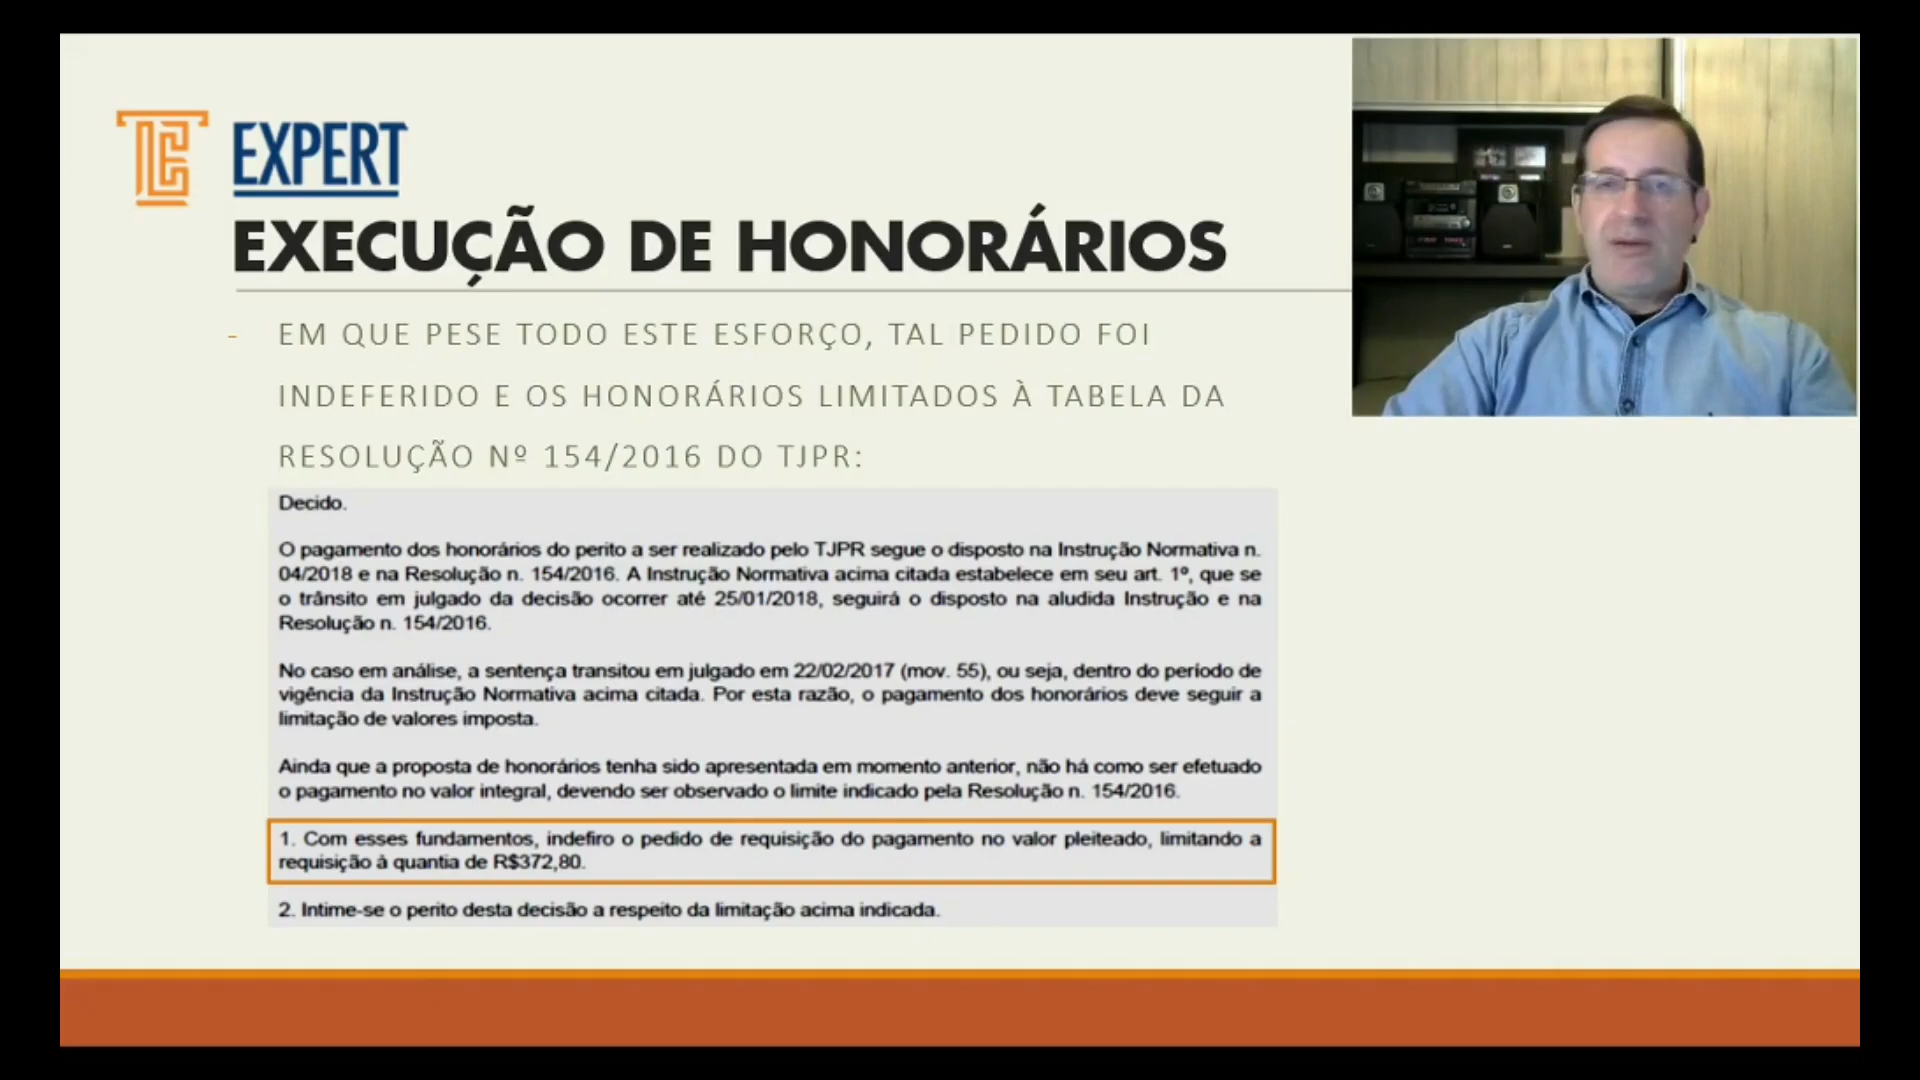 EXPERT
EXECUÇÃO DE HONORÁRIOS
- EM QUE PESE TODO ESTE ESFORÇO, TAL PEDIDO FOI
INDEFERIDO E OS HONORÁRIOS LIMITADOS À TABELA DA
RESOLUÇÃO Nº 154/2016 DO TJPR:
Decido.
O pagamento dos honorários do perito a ser realizado pelo TJPR segue o disposto na Instrução Normativa n.
04/2018 e na Resolução n. 154/2016. A Instrução Normativa acima citada estabelece em seu art. 1º, que se
o trânsito em julgado da decisão ocorrer até 25/01/2018, seguirá o disposto na aludida Instrução e na
Resolução n. 154/2016.
No caso em análise, a sentença transitou em julgado em 22/02/2017 (mov. 55), ou seja, dentro do período de
vigência da Instrução Normativa acima citada. Por esta razão, o pagamento dos honorários deve seguir a
limitação de valores imposta.
Ainda que a proposta de honorários tenha sido apresentada em momento anterior, não há como ser efetuado
o pagamento no valor integral, devendo ser observado o limite indicado pela Resolução n. 154/2016.
1. Com esses fundamentos, indefiro o pedido de requisição do pagamento no valor pleiteado, limitando a
requisição à quantia de R$372,80.
2. Intime-se o perito desta decisão a respeito da limitação acima indicada.